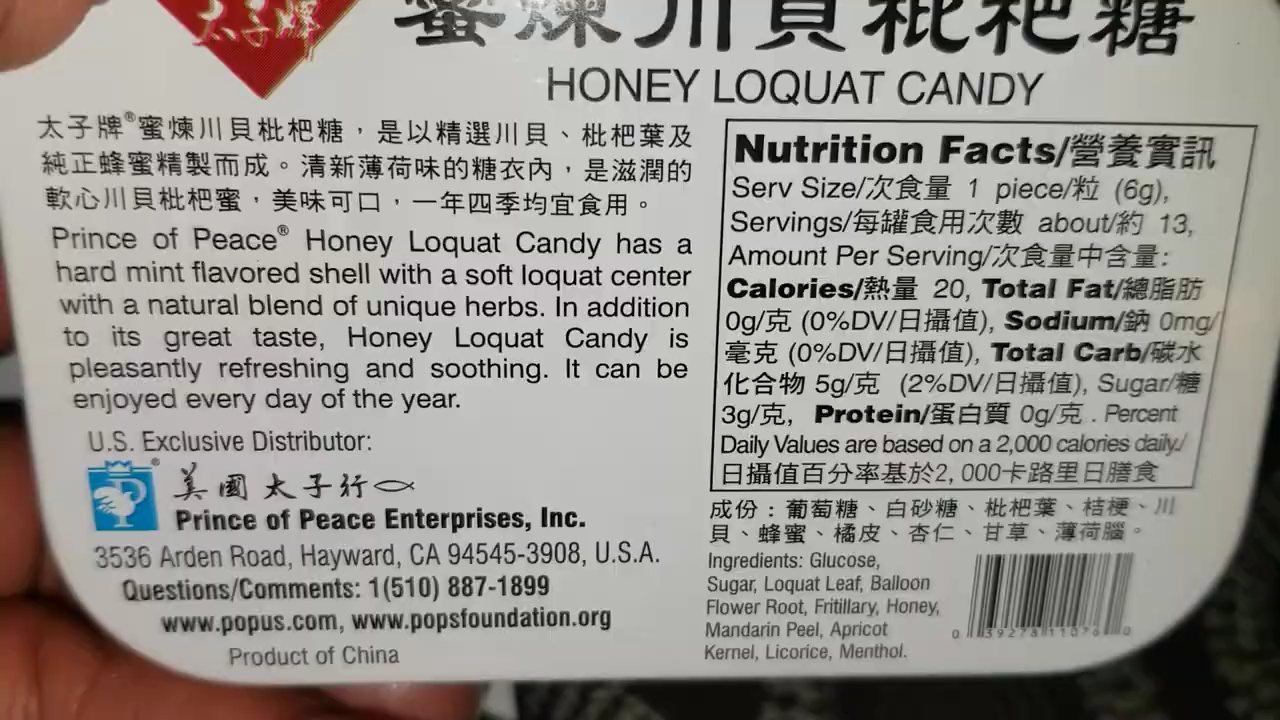 太子牌
蜜煉川貝枇杷糖
HONEY LOQUAT CANDY
太子牌®蜜煉川貝枇杷糖，是以精選川貝、枇杷葉及
純正蜂蜜精製而成。清新薄荷味的糖衣內，是滋潤的
軟心川貝枇杷蜜，美味可口，一年四季均宜食用。
Prince of Peace® Honey Loquat Candy has a
hard mint flavored shell with a soft loquat center
with a natural blend of unique herbs. In addition
to its great taste, Honey Loquat Candy is
pleasantly refreshing and soothing. It can be
enjoyed every day of the year.
U.S. Exclusive Distributor:
®
美國太子行
Prince of Peace Enterprises, Inc.
3536 Arden Road, Hayward, CA 94545-3908, U.S.A.
Questions/Comments: 1(510) 887-1899
www.popus.com, www.popsfoundation.org
Product of China
Nutrition Facts/營養實訊
Serv Size/次食量 1 piece/粒 (6g),
Servings/每罐食用次數 about/約 13,
Amount Per Serving/次食量中含量:
Calories/熱量 20, Total Fat/總脂肪
0g/克 (0%DV/日攝值), Sodium/鈉 0mg/
毫克 (0%DV/日攝值), Total Carb/碳水
化合物 5g/克 (2%DV/日攝值), Sugar/糖
3g/克, Protein/蛋白質 0g/克 . Percent
Daily Values are based on a 2,000 calories daily./
日攝值百分率基於2, 000卡路里日膳食
成份：葡萄糖、白砂糖、枇杷葉、桔梗、川
貝、蜂蜜、橘皮、杏仁、甘草、薄荷腦。
Ingredients: Glucose,
Sugar, Loquat Leaf, Balloon
Flower Root, Fritillary, Honey,
Mandarin Peel, Apricot
Kernel, Licorice, Menthol.